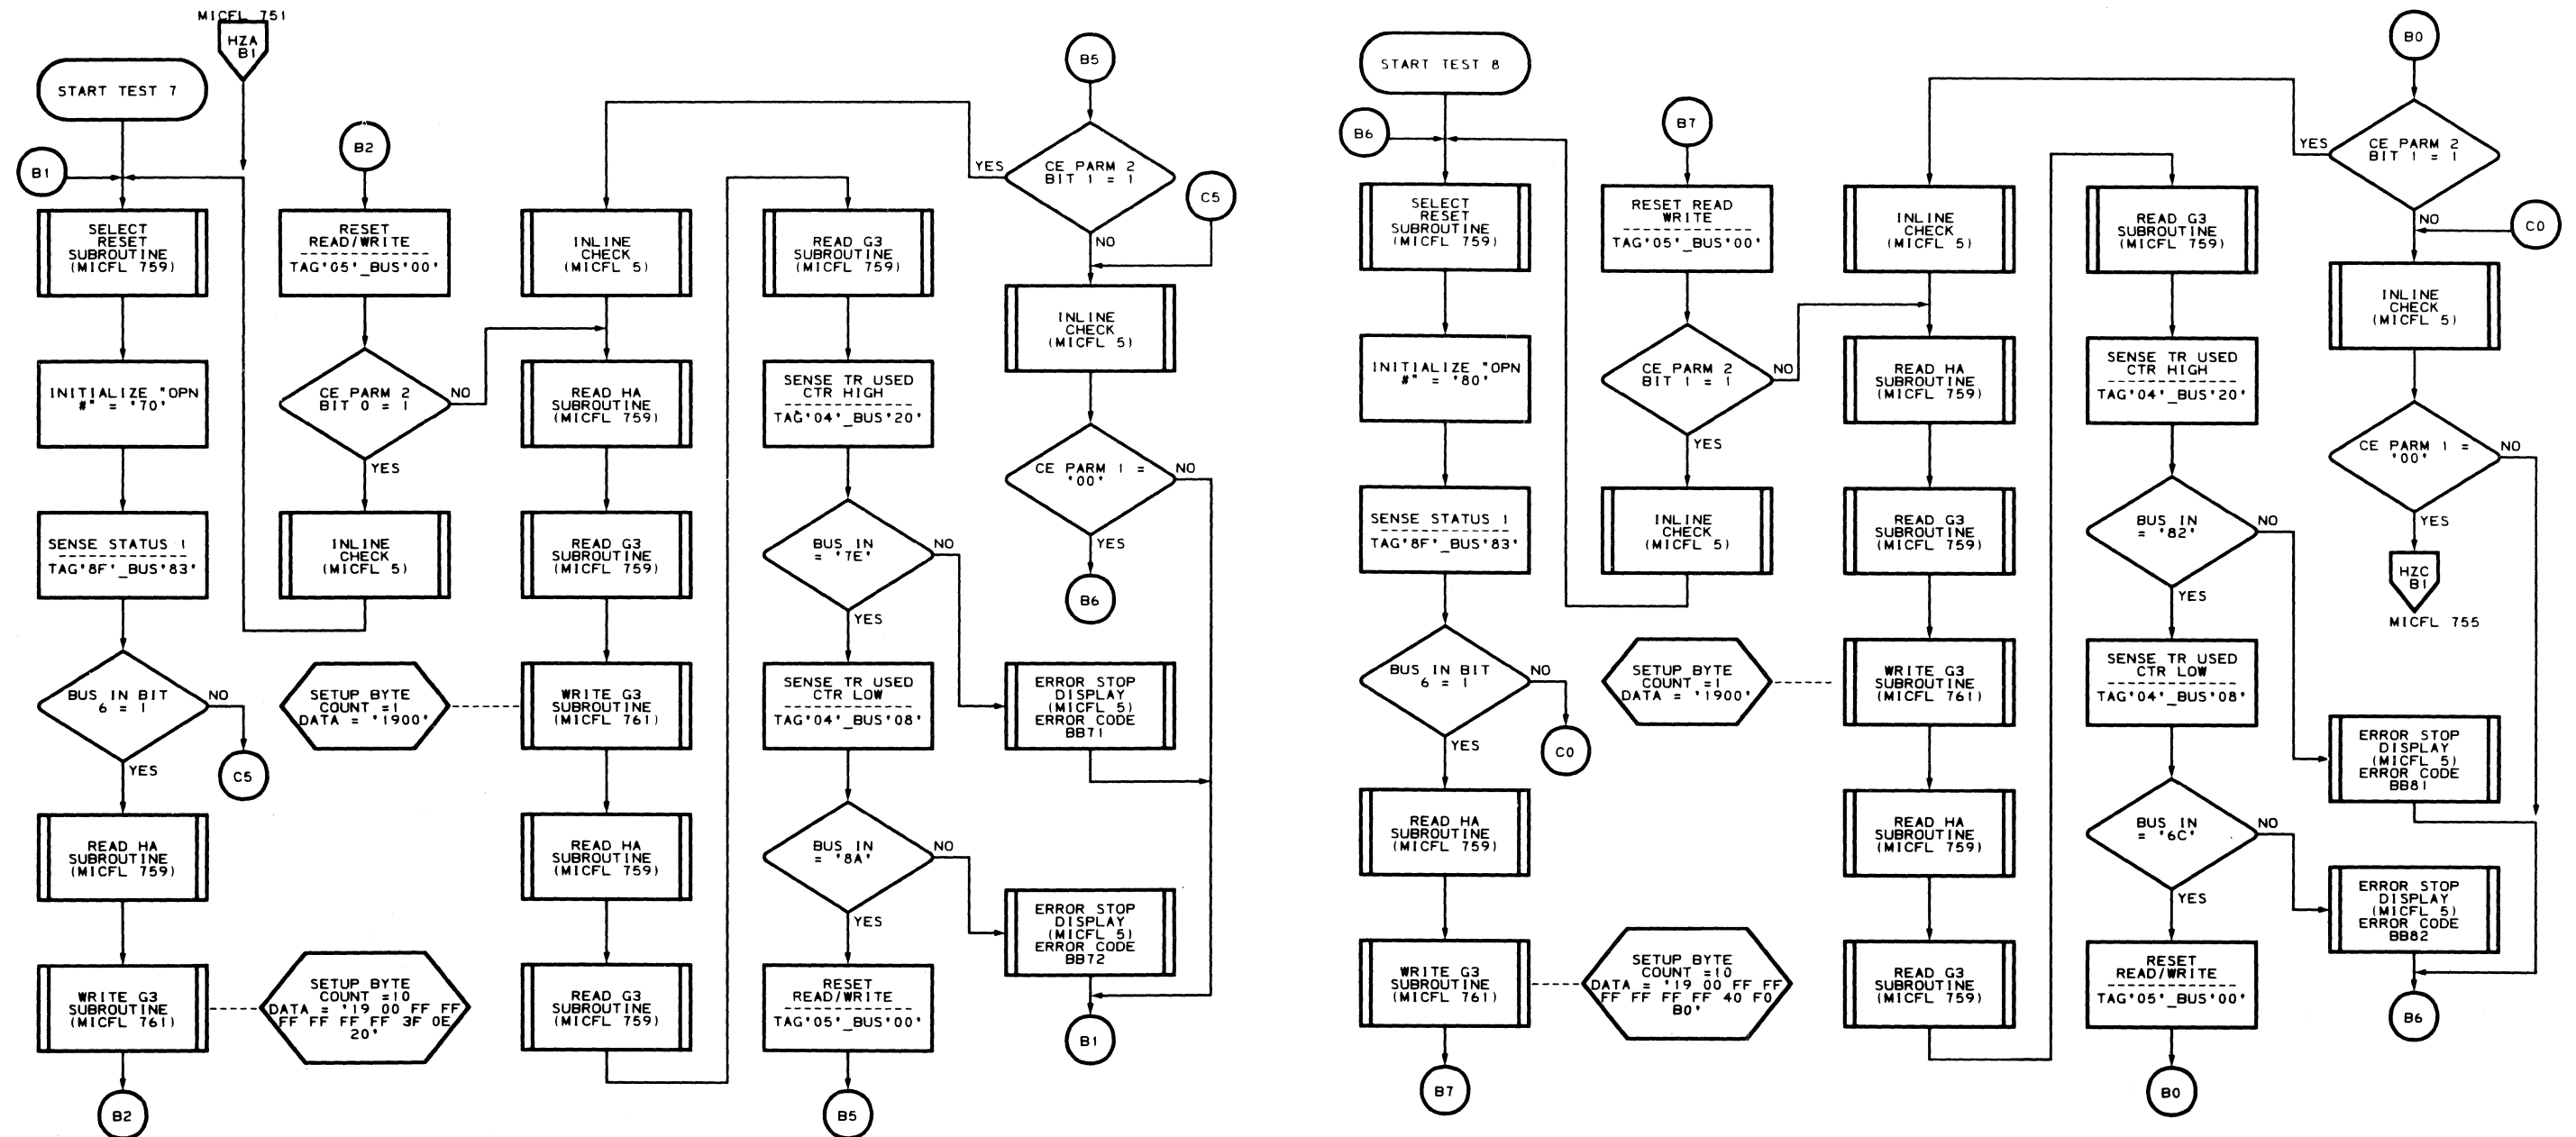 MICFL 751
HZA
B1
START TEST 7
B1
SELECT
RESET
SUBROUTINE
(MICFL 759)
INITIALIZE "OPN
#" = '70'
SENSE STATUS 1
TAG'8F'_BUS'83'
BUS IN BIT
6 = 1
NO
C5
YES
READ HA
SUBROUTINE
(MICFL 759)
WRITE G3
SUBROUTINE
(MICFL 761)
SETUP BYTE
COUNT =10
DATA = '19 00 FF FF
FF FF FF FF 3F 0E
20'
B2
B2
RESET
READ/WRITE
TAG'05'_BUS'00'
CE PARM 2
BIT 0 = 1
NO
YES
INLINE
CHECK
(MICFL 5)
SETUP BYTE
COUNT =1
DATA = '1900'
INLINE
CHECK
(MICFL 5)
READ HA
SUBROUTINE
(MICFL 759)
READ G3
SUBROUTINE
(MICFL 759)
WRITE G3
SUBROUTINE
(MICFL 761)
READ HA
SUBROUTINE
(MICFL 759)
READ G3
SUBROUTINE
(MICFL 759)
READ G3
SUBROUTINE
(MICFL 759)
SENSE TR USED
CTR HIGH
TAG'04'_BUS'20'
BUS IN
= '7E'
NO
YES
SENSE TR USED
CTR LOW
TAG'04'_BUS'08'
BUS IN
= '8A'
NO
YES
RESET
READ/WRITE
TAG'05'_BUS'00'
B5
B5
CE PARM 2
BIT 1 = 1
YES
NO
C5
INLINE
CHECK
(MICFL 5)
CE PARM 1 =
'00'
NO
YES
B6
ERROR STOP
DISPLAY
(MICFL 5)
ERROR CODE
BB71
ERROR STOP
DISPLAY
(MICFL 5)
ERROR CODE
BB72
B1
START TEST 8
B6
SELECT
RESET
SUBROUTINE
(MICFL 759)
INITIALIZE "OPN
#" = '80'
SENSE STATUS 1
TAG'8F'_BUS'83'
BUS IN BIT
6 = 1
NO
C0
YES
READ HA
SUBROUTINE
(MICFL 759)
WRITE G3
SUBROUTINE
(MICFL 761)
SETUP BYTE
COUNT =10
DATA = '19 00 FF FF
FF FF FF FF 40 F0
B0'
B7
B7
RESET READ
WRITE
TAG'05'_BUS'00'
CE PARM 2
BIT 1 = 1
NO
YES
INLINE
CHECK
(MICFL 5)
SETUP BYTE
COUNT =1
DATA = '1900'
INLINE
CHECK
(MICFL 5)
READ HA
SUBROUTINE
(MICFL 759)
READ G3
SUBROUTINE
(MICFL 759)
WRITE G3
SUBROUTINE
(MICFL 761)
READ HA
SUBROUTINE
(MICFL 759)
READ G3
SUBROUTINE
(MICFL 759)
READ G3
SUBROUTINE
(MICFL 759)
SENSE TR USED
CTR HIGH
TAG'04'_BUS'20'
BUS IN
= '82'
NO
YES
SENSE TR USED
CTR LOW
TAG'04'_BUS'08'
BUS IN
= '6C'
NO
YES
RESET
READ/WRITE
TAG'05'_BUS'00'
B0
B0
CE PARM 2
BIT 1 = 1
YES
NO
C0
INLINE
CHECK
(MICFL 5)
CE PARM 1 =
'00'
NO
YES
HZC
B1
MICFL 755
ERROR STOP
DISPLAY
(MICFL 5)
ERROR CODE
BB81
ERROR STOP
DISPLAY
(MICFL 5)
ERROR CODE
BB82
B6